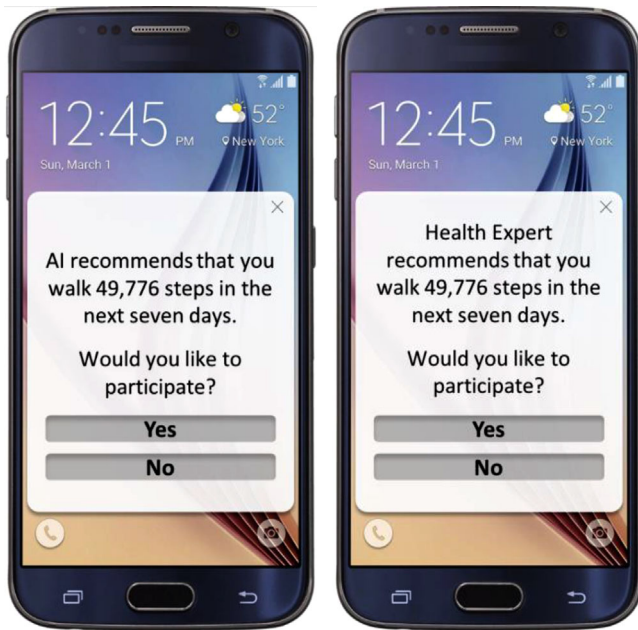 12:45 PM
52°
New York
Sun, March 1
AI recommends that you
walk 49,776 steps in the
next seven days.
Would you like to
participate?
Yes
No
12:45 PM
52°
New York
Sun, March 1
Health Expert
recommends that you
walk 49,776 steps in the
next seven days.
Would you like to
participate?
Yes
No